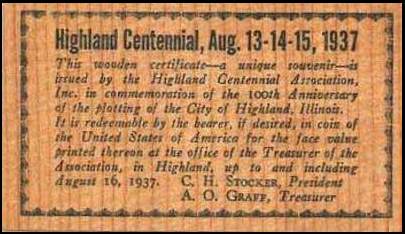 Highland Centennial, Aug. 13-14-15, 1937
This wooden certificate—a unique souvenir—is
issued by the Highland Centennial Association,
Inc. in commemoration of the 100th Anniversary
of the plotting of the City of Highland, Illinois.
It is redeemable by the bearer, if desired, in coin of
the United States of America for the face value
printed thereon at the office of the Treasurer of the
Association, in Highland, up to and including
August 16, 1937. C. H. STOCKER, President
A. O. GRAFF, Treasurer